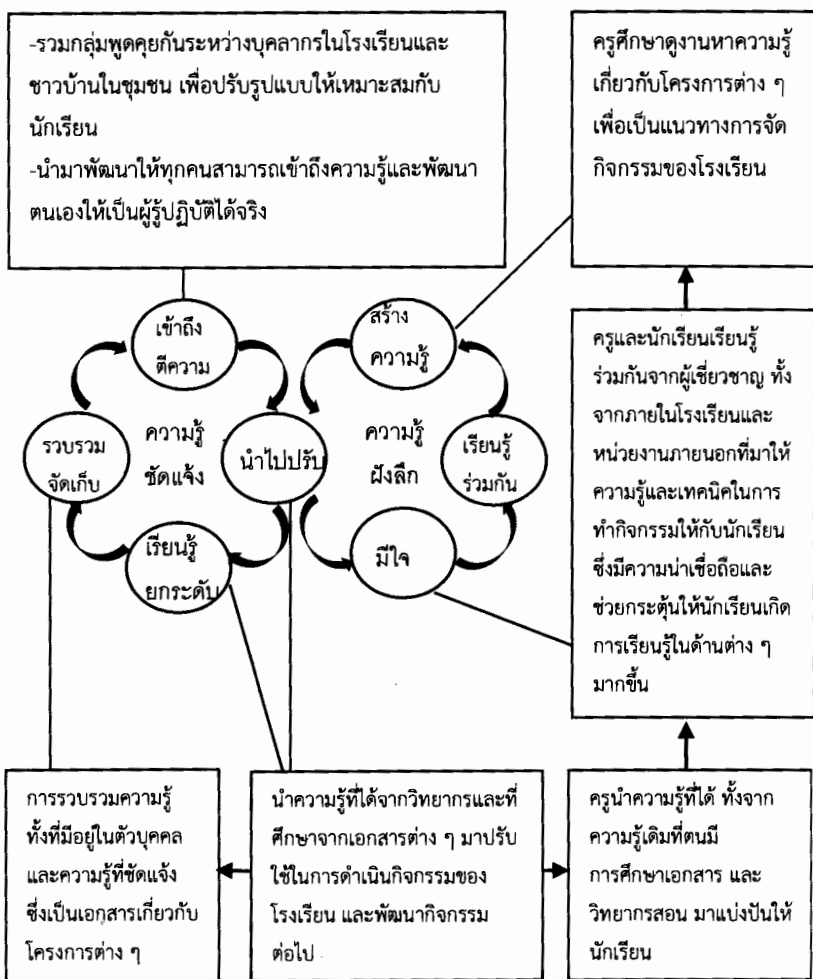 -รวมกลุ่มพูดคุยกันระหว่างบุคลากรในโรงเรียนและ
ชาวบ้านในชุมชน เพื่อปรับรูปแบบให้เหมาะสมกับ
นักเรียน
-นำมาพัฒนาให้ทุกคนสามารถเข้าถึงความรู้และพัฒนา
ตนเองให้เป็นผู้รู้ปฏิบัติได้จริง
ครูศึกษาดูงานหาความรู้
เกี่ยวกับโครงการต่าง ๆ
เพื่อเป็นแนวทางการจัด
กิจกรรมของโรงเรียน
เข้าถึง
ตีความ
สร้าง
ความรู้
รวบรวม
จัดเก็บ
ความรู้
ชัดแจ้ง
นำไปปรับ
ความรู้
ฝังลึก
เรียนรู้
ร่วมกัน
เรียนรู้
ยกระดับ
มีใจ
ครูและนักเรียนเรียนรู้
ร่วมกันจากผู้เชี่ยวชาญ ทั้ง
จากภายในโรงเรียนและ
หน่วยงานภายนอกที่มาให้
ความรู้และเทคนิคในการ
ทำกิจกรรมให้กับนักเรียน
ซึ่งมีความน่าเชื่อถือและ
ช่วยกระตุ้นให้นักเรียนเกิด
การเรียนรู้ในด้านต่าง ๆ
มากขึ้น
การรวบรวมความรู้
ทั้งที่มีอยู่ในตัวบุคคล
และความรู้ที่ชัดแจ้ง
ซึ่งเป็นเอกสารเกี่ยวกับ
โครงการต่าง ๆ
นำความรู้ที่ได้จากวิทยากรและที่
ศึกษาจากเอกสารต่าง ๆ มาปรับ
ใช้ในการดำเนินกิจกรรมของ
โรงเรียน และพัฒนากิจกรรม
ต่อไป
ครูนำความรู้ที่ได้ ทั้งจาก
ความรู้เดิมที่ตนมี
การศึกษาเอกสาร และ
วิทยากรสอน มาแบ่งปันให้
นักเรียน